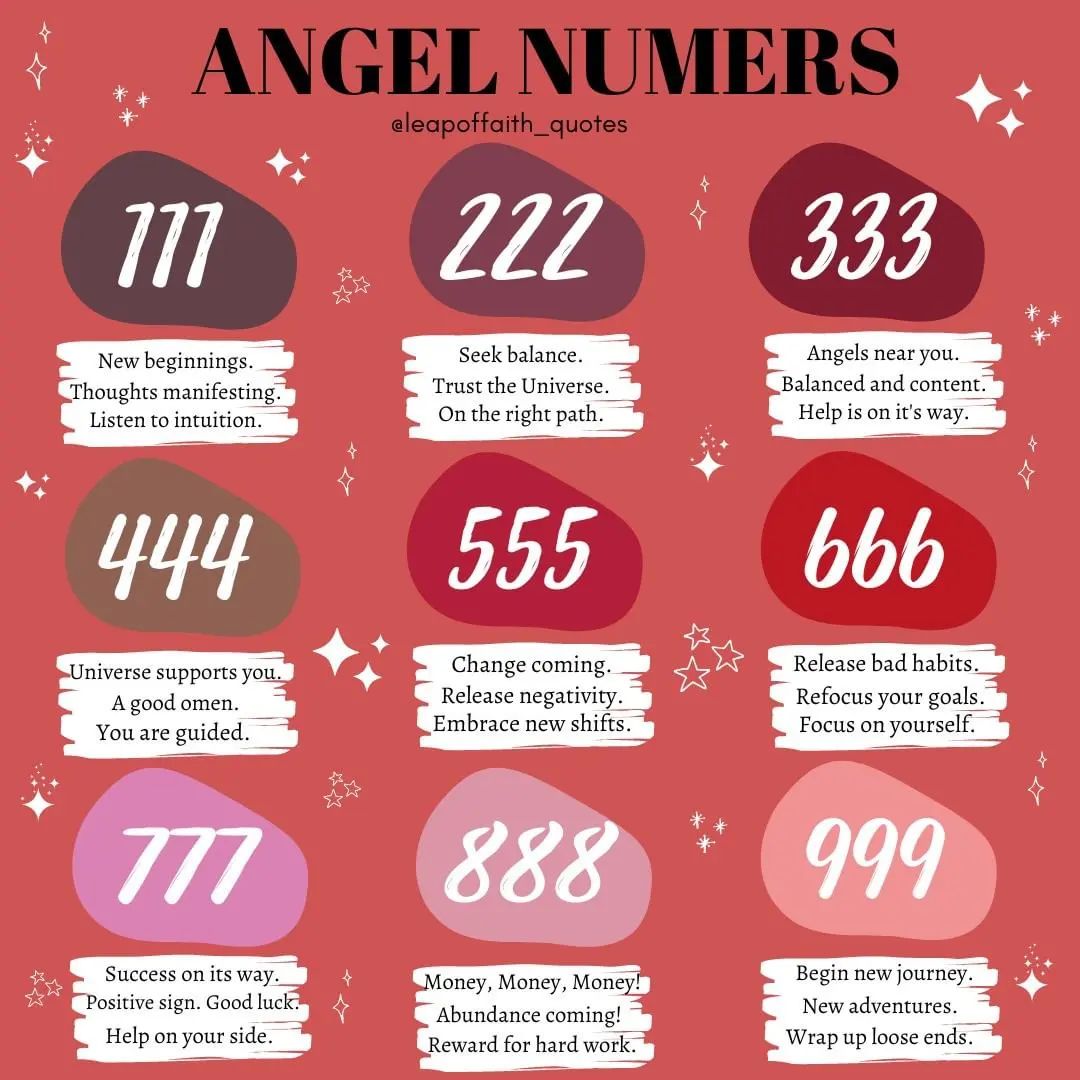 ANGEL NUMERS
@leapoffaith_quotes
111
222
333
New beginnings.
Thoughts manifesting.
Listen to intuition.
Seek balance.
Trust the Universe.
On the right path.
Angels near you.
Balanced and content.
Help is on it's way.
444
555
666
Universe supports you.
A good omen.
You are guided.
Change coming.
Release negativity.
Embrace new shifts.
Release bad habits.
Refocus your goals.
Focus on yourself.
777
888
999
Success on its way.
Positive sign. Good luck.
Help on your side.
Money, Money, Money!
Abundance coming!
Reward for hard work.
Begin new journey.
New adventures.
Wrap up loose ends.